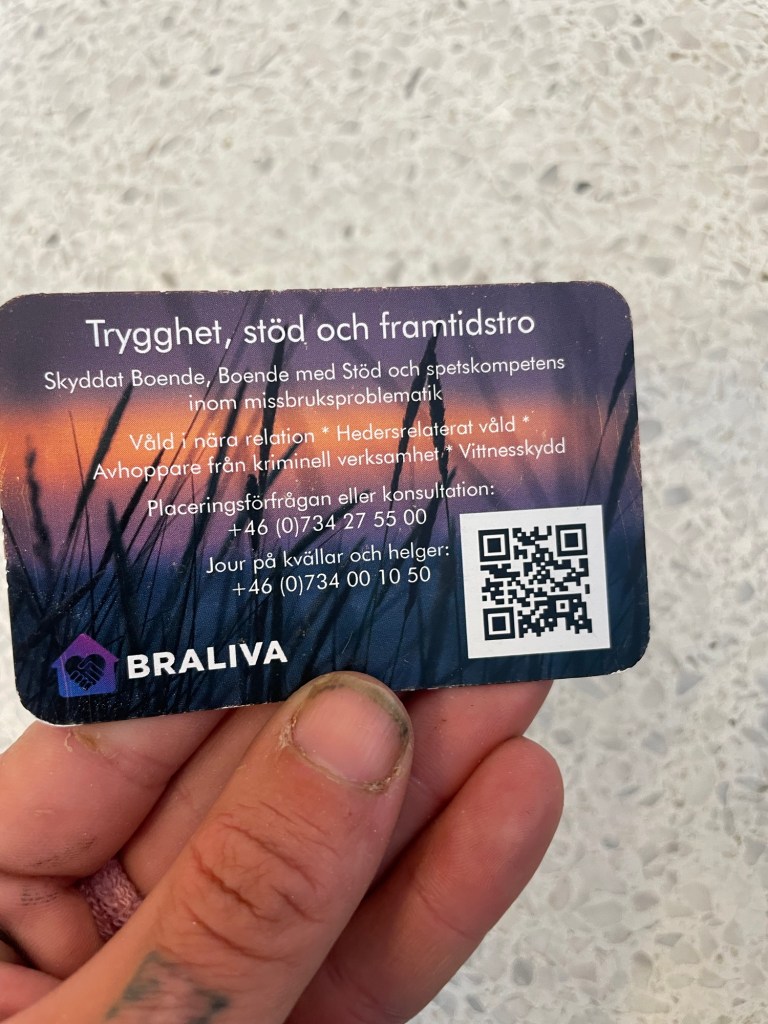 Trygghet, stöd och framtidstro
Skyddat Boende, Boende med Stöd och spetskompetens
inom missbruksproblematik
Våld i nära relation * Hedersrelaterat våld *
Avhoppare från kriminell verksamhet * Vittnesskydd
Placeringsförfrågan eller konsultation:
+46 (0)734 27 55 00
Jour på kvällar och helger:
+46 (0)734 00 10 50
BRALIVA